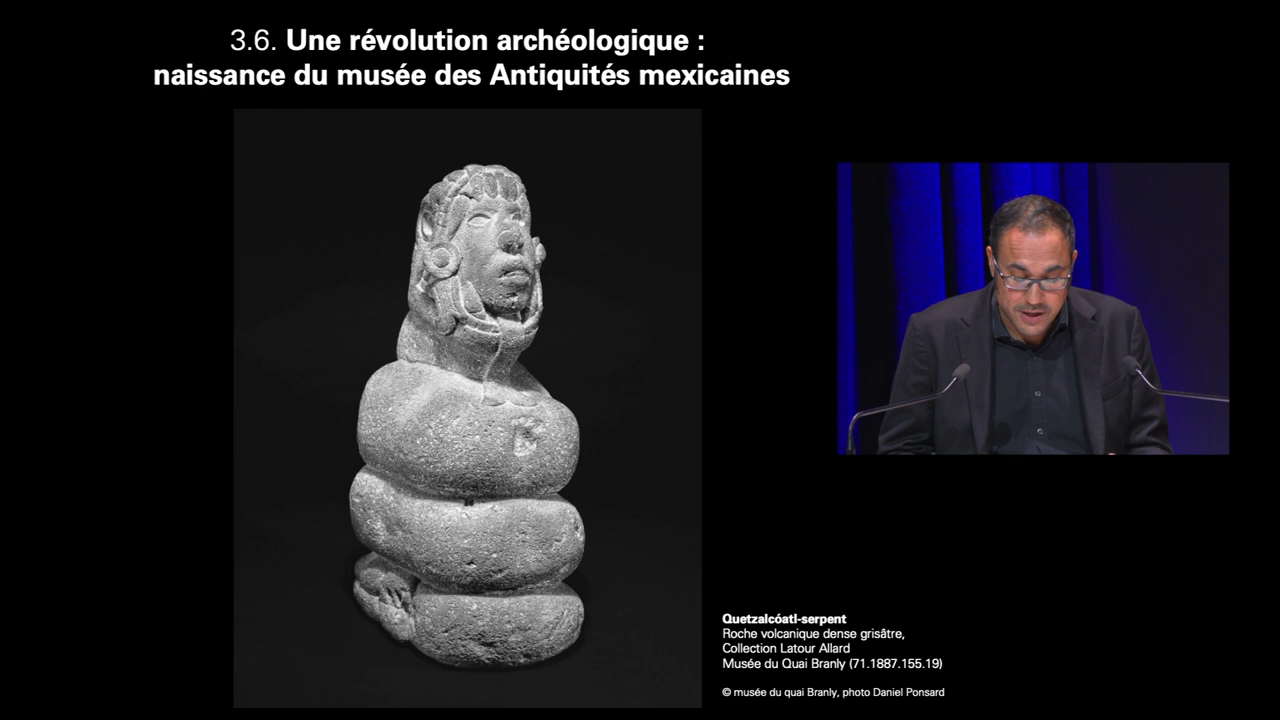 3.6. Une révolution archéologique :
naissance du musée des Antiquités mexicaines
Quetzalcóatl-serpent
Roche volcanique dense grisâtre,
Collection Latour Allard
Musée du Quai Branly (71.1887.155.19)
© musée du quai Branly, photo Daniel Ponsard